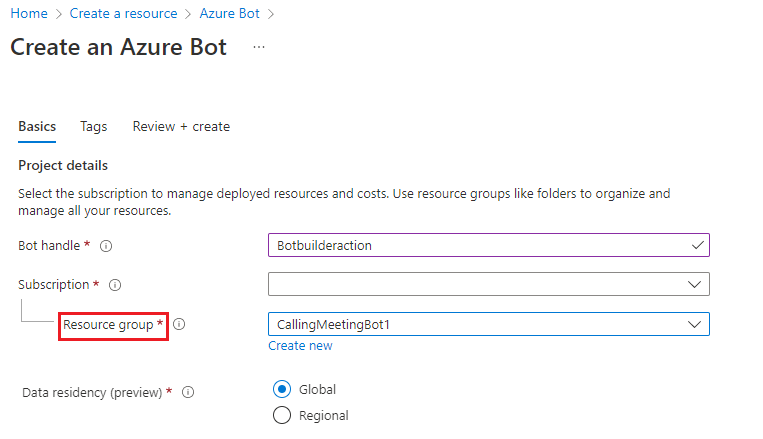 Home > Create a resource > Azure Bot >
Create an Azure Bot ...
Basics Tags Review + create
Project details
Select the subscription to manage deployed resources and costs. Use resource groups like folders to organize and
manage all your resources.
Bot handle * Botbuilderaction
Subscription *
Resource group * CallingMeetingBot1
Create new
Data residency (preview) * Global
Regional